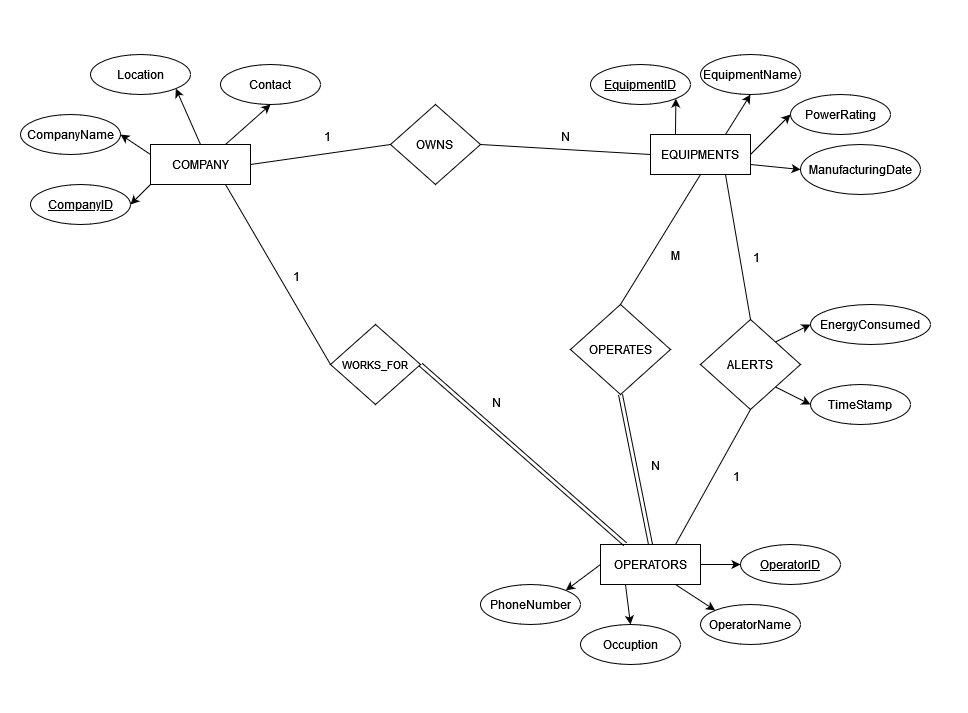 Location
Contact
EquipmentID
EquipmentName
CompanyName
1
OWNS
N
PowerRating
COMPANY
EQUIPMENTS
ManufacturingDate
CompanyID
M
1
1
EnergyConsumed
OPERATES
WORKS_FOR
ALERTS
N
TimeStamp
N
1
OPERATORS
OperatorID
PhoneNumber
OperatorName
Occuption